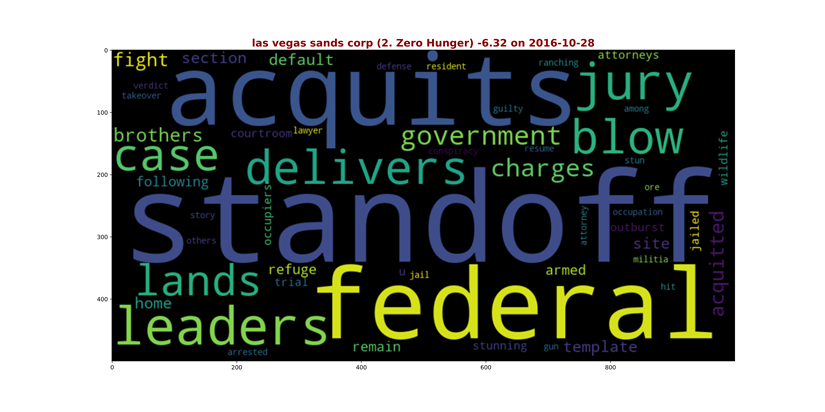 las vegas sands corp (2. Zero Hunger) -6.32 on 2016-10-28
0
100
200
300
400
0
200
400
600
800
fight
section
default
attorneys
verdict
takeover
acquits
defense
resident
ranching
jury
guilty
among
brothers
courtroom
lawyer
government
blow
case
delivers
conspiracy
resume
charges
stun
wildlife
following
standoff
story
others
occupiers
ore
attorney
occupation
outburst
site
militia
jailed
acquitted
lands
refuge
trial
u
jail
armed
hit
federal
home
leaders
arrested
remain
stunning
gun
template